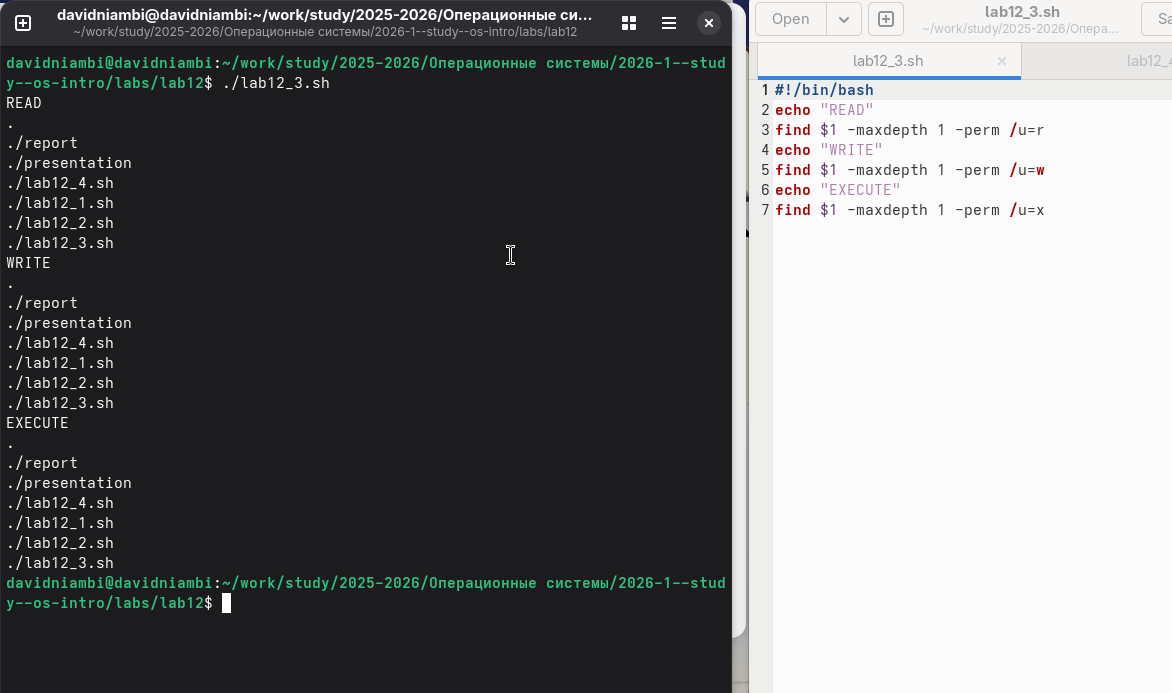 davidniambi@davidniambi:~/work/study/2025-2026/Операционные си...
~/work/study/2025-2026/Операционные системы/2026-1--study--os-intro/labs/lab12
davidniambi@davidniambi:~/work/study/2025-2026/Операционные системы/2026-1--stud
y--os-intro/labs/lab12$ ./lab12_3.sh
READ
.
./report
./presentation
./lab12_4.sh
./lab12_1.sh
./lab12_2.sh
./lab12_3.sh
WRITE
.
./report
./presentation
./lab12_4.sh
./lab12_1.sh
./lab12_2.sh
./lab12_3.sh
EXECUTE
.
./report
./presentation
./lab12_4.sh
./lab12_1.sh
./lab12_2.sh
./lab12_3.sh
davidniambi@davidniambi:~/work/study/2025-2026/Операционные системы/2026-1--stud
y--os-intro/labs/lab12$
Open
lab12_3.sh
~/work/study/2025-2026/Опера...
Sa
lab12_3.sh
lab12_4
1 #!/bin/bash
2 echo "READ"
3 find $1 -maxdepth 1 -perm /u=r
4 echo "WRITE"
5 find $1 -maxdepth 1 -perm /u=w
6 echo "EXECUTE"
7 find $1 -maxdepth 1 -perm /u=x